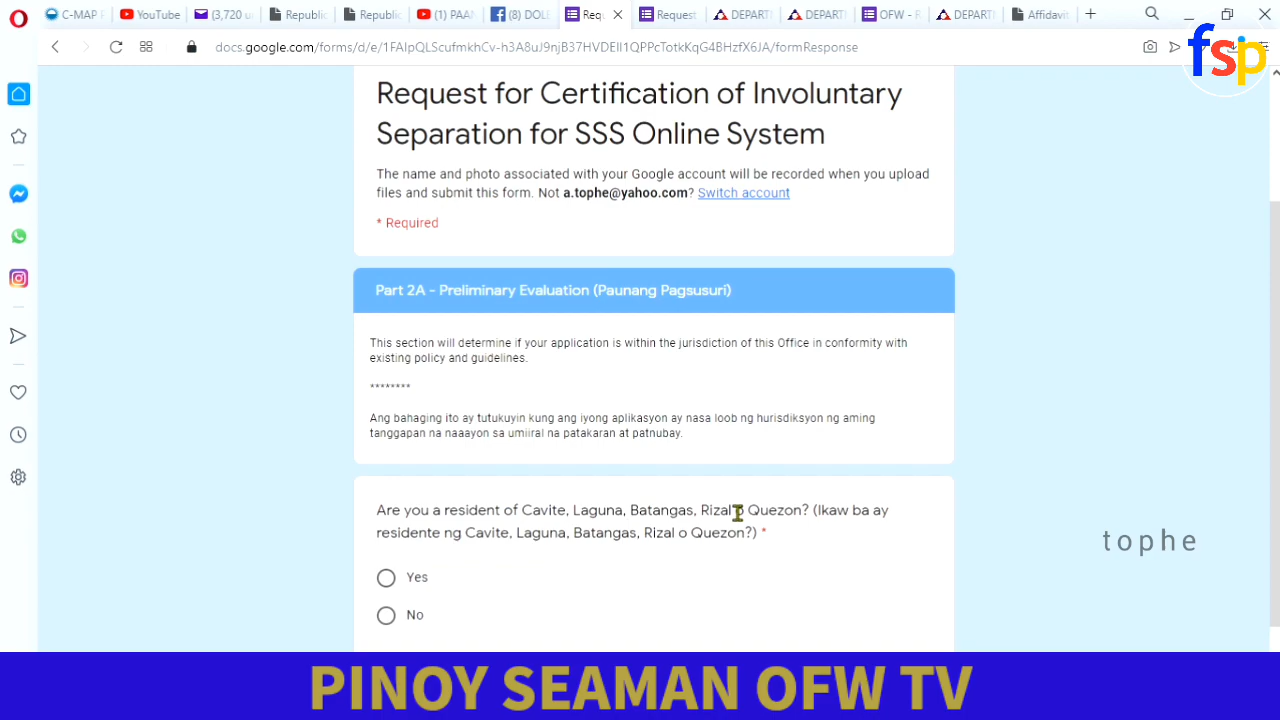 C-MAP
YouTube
(3,720 u
Republic
Republic
(1) PAAN
(8) DOL
Requ
Request
DEPARTM
DEPART
OFW - R
DEPART
Affidavit
docs.google.com/forms/d/e/
/formResponse
fsip
Request for Certification of Involuntary
Separation for SSS Online System
The name and photo associated with your Google account will be recorded when you upload
files and submit this form. Not a.tophe@yahoo.com? Switch account
* Required
Part 2A - Preliminary Evaluation (Paunang Pagsusuri)
This section will determine if your application is within the jurisdiction of this Office in conformity with
existing policy and guidelines.
********
Ang bahaging ito ay tutukuyin kung ang iyong aplikasyon ay nasa loob ng hurisdiksyon ng aming
tanggapan na naaayon sa umiiral na patakaran at patnubay.
Are you a resident of Cavite, Laguna, Batangas, Rizal Quezon? (Ikaw ba ay
residente ng Cavite, Laguna, Batangas, Rizal o Quezon?) *
Yes
No
tophe
PINOY SEAMAN OFW TV